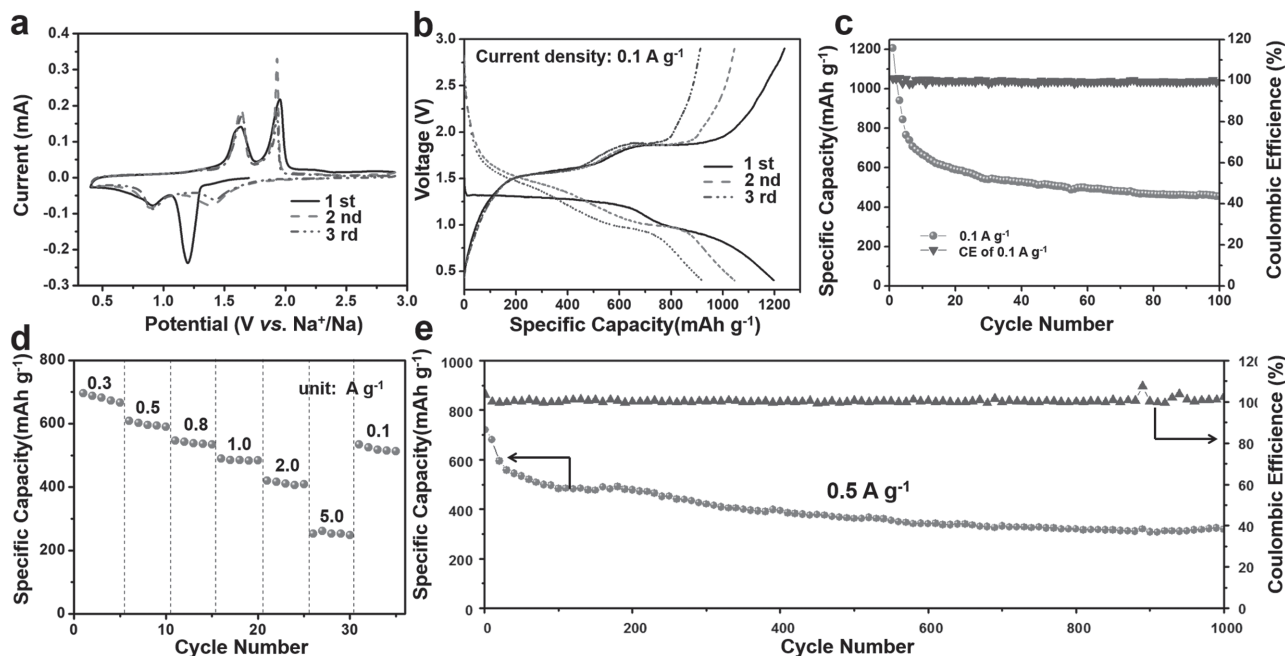 a
0.4
0.3
0.2
0.1
0.0
-0.1
-0.2
-0.3
Current (mA)
1 st
2 nd
3 rd
0.5
1.0
1.5
2.0
2.5
3.0
Potential (V vs. Na⁺/Na)
b
Current density: 0.1 A g⁻¹
3.0
2.5
2.0
1.5
1.0
0.5
Voltage (V)
1 st
2 nd
3 rd
0
200
400
600
800
1000
1200
Specific Capacity(mAh g⁻¹)
c
1200
1000
800
600
400
200
0
Specific Capacity(mAh g⁻¹)
0.1 A g⁻¹
CE of 0.1 A g⁻¹
120
100
80
60
40
20
0
Coulombic Efficience (%)
0
20
40
60
80
100
Cycle Number
d
800
600
400
200
0
Specific Capacity(mAh g⁻¹)
unit: A g⁻¹
0.3
0.5
0.8
1.0
2.0
5.0
0.1
0
10
20
30
Cycle Number
e
1000
800
600
400
200
0
Specific Capacity(mAh g⁻¹)
0.5 A g⁻¹
12
100
80
60
40
20
0
Coulombic Efficience (%)
0
200
400
600
800
1000
Cycle Number